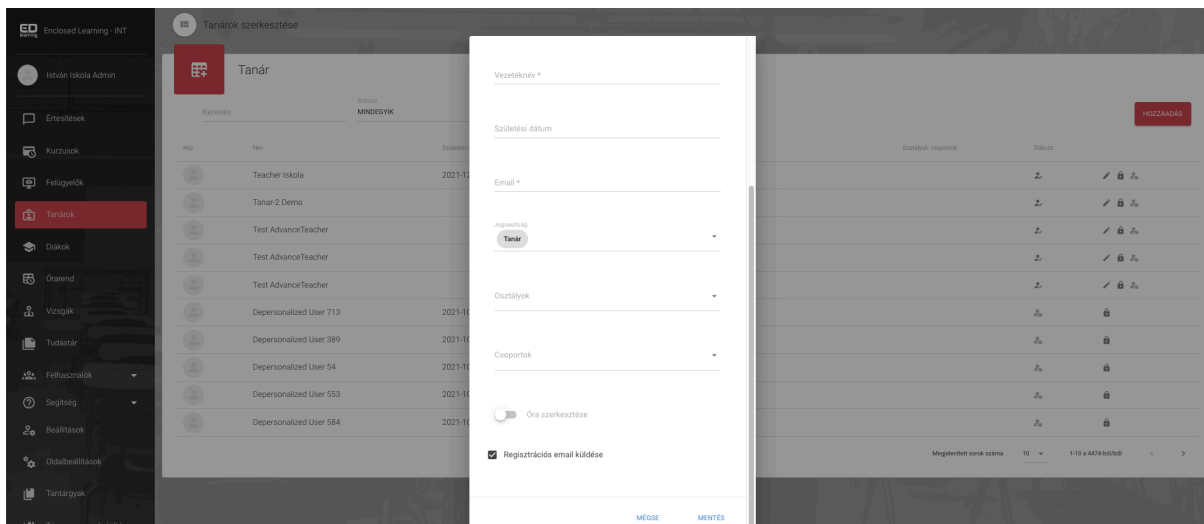 ED
learning
Enclosed Learning - INT
István Iskola Admin
Értesítések
Kurzusok
Felügyelők
Tanárok
Diákok
Órarend
Vizsgák
Tudástár
Felhasználók
Segítség
Beállítások
Oldalbeállítások
Tantárgyak
Tanárok szerkesztése
Tanár
Keresés
Státusz
MINDEGYIK
HOZZÁADÁS
Kép Név Osztályok, csoportok Státusz
Teacher Iskola 2021-12
Tanar-2 Demo
Test AdvanceTeacher
Test AdvanceTeacher
Test AdvanceTeacher
Depersonalized User 713 2021-10
Depersonalized User 389 2021-10
Depersonalized User 54 2021-10
Depersonalized User 553 2021-10
Depersonalized User 584 2021-10
Megjelenített sorok száma 10 1-10 a 4474-ból/ből
Vezetéknév *
Születési dátum
Email *
Jogosultság
Tanár
Osztályok
Csoportok
Óra szerkesztése
Regisztrációs email küldése
MÉGSE MENTÉS